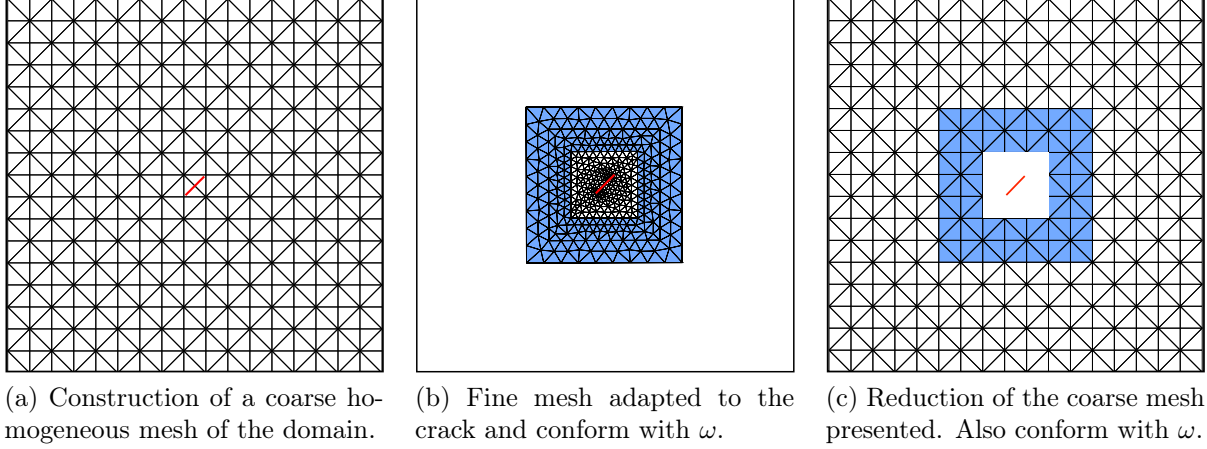 (a) Construction of a coarse ho-
mogeneous mesh of the domain.
(b) Fine mesh adapted to the
crack and conform with ω.
(c) Reduction of the coarse mesh
presented. Also conform with ω.